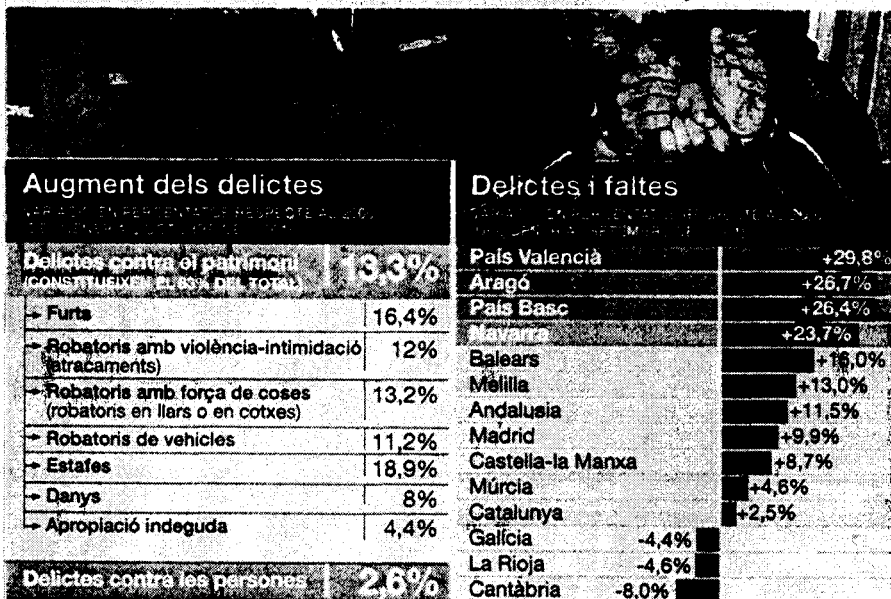 Augment dels delictes
Delictes contra el patrimoni 13,3%
(CONSTITUEIXEN EL 83% DEL TOTAL)
Furts 16,4%
Robatoris amb violència-intimidació 12%
(atracaments)
Robatoris amb força de coses 13,2%
(robatoris en llars o en cotxes)
Robatoris de vehicles 11,2%
Estafes 18,9%
Danys 8%
Apropiació indeguda 4,4%
Delictes contra les persones 2,6%
Delictes i faltes
País Valencià +29,8%
Aragó +26,7%
País Basc +26,4%
Navarra +23,7%
Balears +16,0%
Melilla +13,0%
Andalusia +11,5%
Madrid +9,9%
Castella-la Manxa +8,7%
Múrcia +4,6%
Catalunya +2,5%
Galícia -4,4%
La Rioja -4,6%
Cantàbria -8,0%